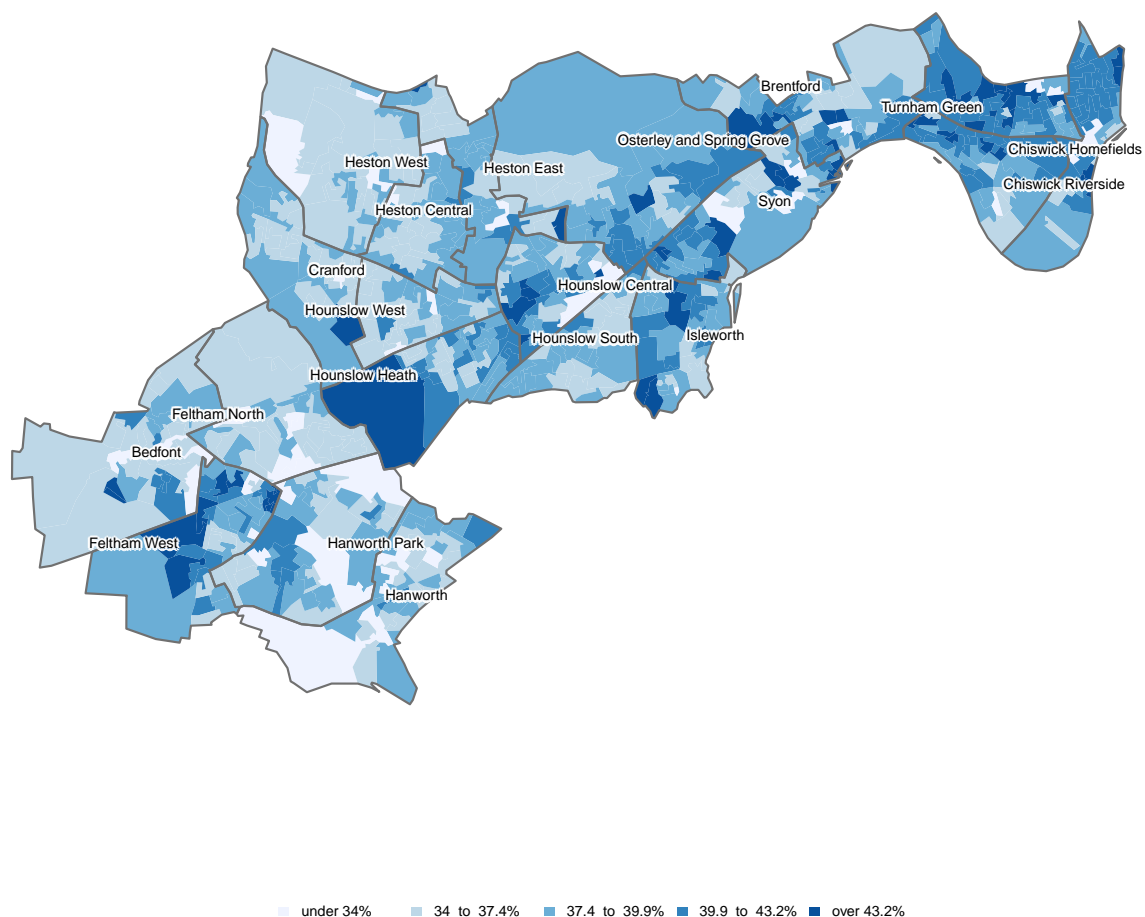 Brentford
Turnham Green
Osterley and Spring Grove
Chiswick Homefields
Heston West
Heston East
Chiswick Riverside
Syon
Heston Central
Cranford
Hounslow Central
Hounslow West
Isleworth
Hounslow South
Hounslow Heath
Feltham North
Bedfont
Feltham West
Hanworth Park
Hanworth
under 34%
34 to 37.4%
37.4 to 39.9%
39.9 to 43.2%
over 43.2%